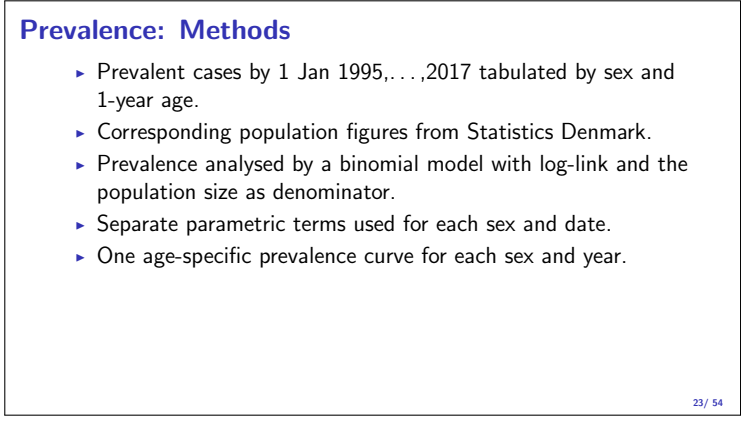 Prevalence: Methods
▸ Prevalent cases by 1 Jan 1995,...,2017 tabulated by sex and
1-year age.
▸ Corresponding population figures from Statistics Denmark.
▸ Prevalence analysed by a binomial model with log-link and the
population size as denominator.
▸ Separate parametric terms used for each sex and date.
▸ One age-specific prevalence curve for each sex and year.
23/ 54